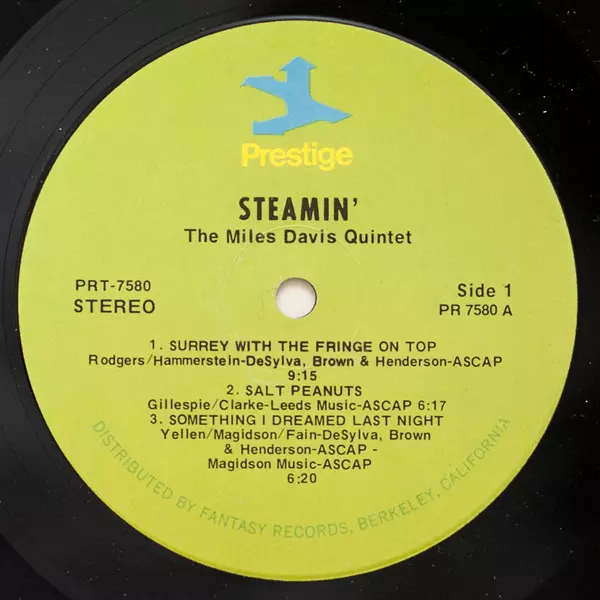 Prestige
STEAMIN'
The Miles Davis Quintet
PRT-7580
STEREO
Side 1
PR 7580 A
1. SURREY WITH THE FRINGE ON TOP
Rodgers/Hammerstein-DeSylva, Brown & Henderson-ASCAP
9:15
2. SALT PEANUTS
Gillespie/Clarke-Leeds Music-ASCAP 6:17
3. SOMETHING I DREAMED LAST NIGHT
Yellen/Magidson/Fain-DeSylva, Brown
& Henderson-ASCAP -
Magidson Music-ASCAP
6:20
DISTRIBUTED BY FANTASY RECORDS, BERKELEY, CALIFORNIA